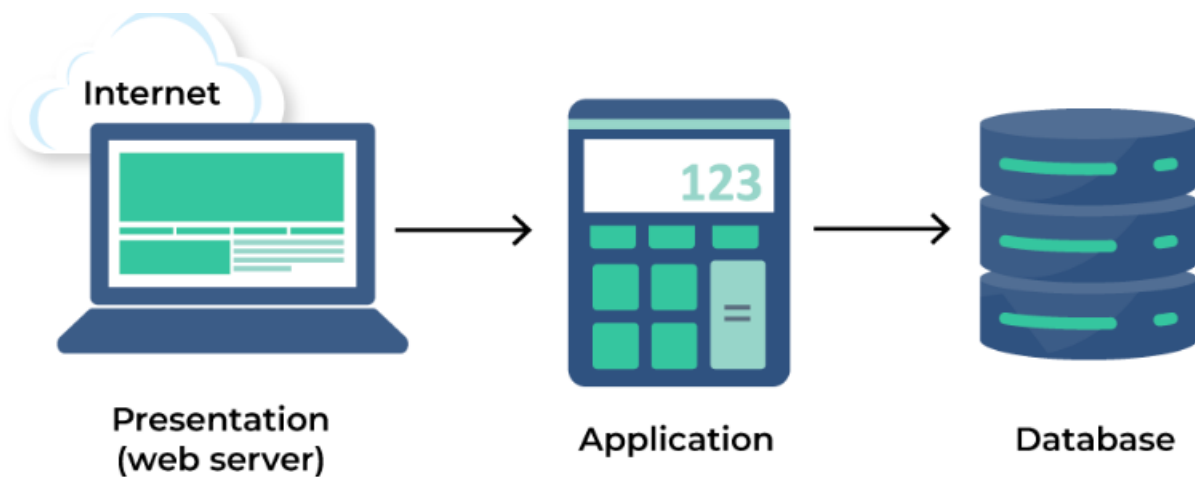 Internet
123
=
Presentation
(web server)
Application
Database